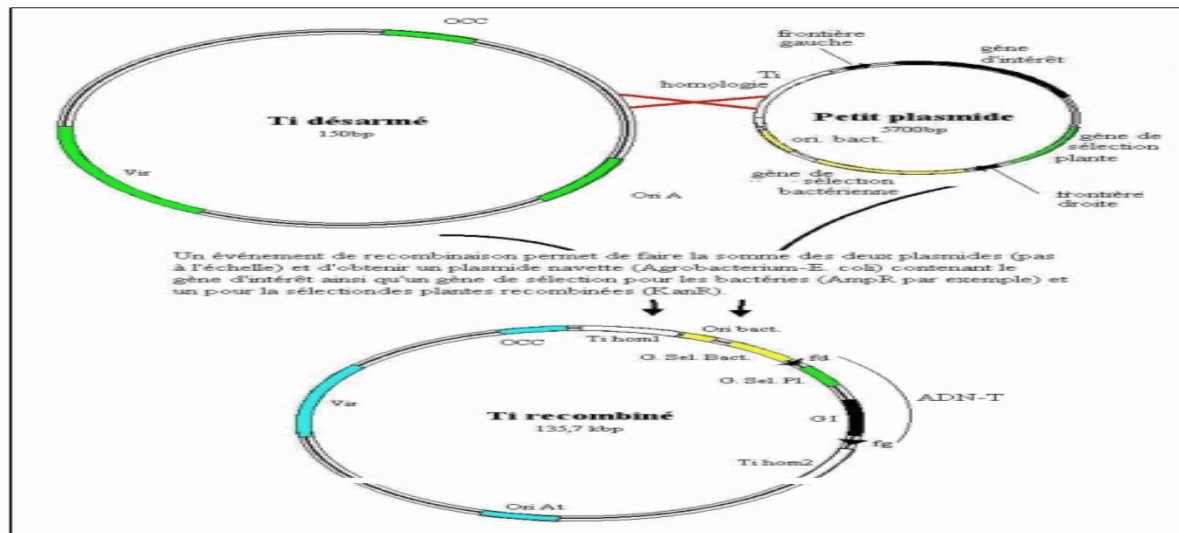 OCC
frontière
gauche
gène
d'intérêt
Ti
homologie
Ti désarmé
150bp
Petit plasmide
5700bp
ori. bact.
gène de
sélection
plante
Vir
gène de
sélection
bactérienne
Ori A
frontière
droite
Un événement de recombinaison permet de faire la somme des deux plasmides (pas
à l'échelle) et d'obtenir un plasmide navette (Agrobacterium-E. coli) contenant le
gène d'intérêt ainsi qu'un gène de sélection pour les bactéries (AmpR par exemple) et
un pour la sélectiondes plantes recombinées (KanR).
OCC
Ti hom1
Ori bact.
G. Sel. Bact.
fd
G. Sel. Pl.
ADN-T
Vir
Ti recombiné
135,7 kbp
GI
fg
Ti hom2
Ori At